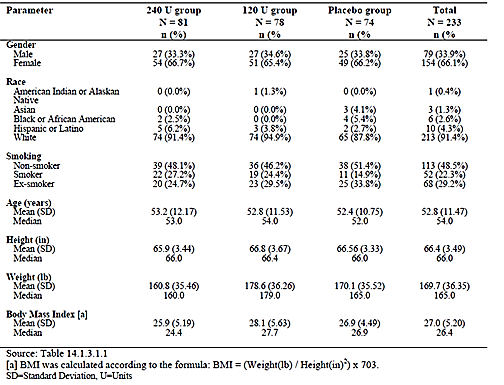 Parameter 240 U group 120 U group Placebo group Total
N = 81 N = 78 N = 74 N = 233
n (%) n (%) n (%) n (%)
Gender
Male 27 (33.3%) 27 (34.6%) 25 (33.8%) 79 (33.9%)
Female 54 (66.7%) 51 (65.4%) 49 (66.2%) 154 (66.1%)
Race
American Indian or Alaskan 0 (0.0%) 1 (1.3%) 0 (0.0%) 1 (0.4%)
Native
Asian 0 (0.0%) 0 (0.0%) 3 (4.1%) 3 (1.3%)
Black or African American 2 (2.5%) 0 (0.0%) 4 (5.4%) 6 (2.6%)
Hispanic or Latino 5 (6.2%) 3 (3.8%) 2 (2.7%) 10 (4.3%)
White 74 (91.4%) 74 (94.9%) 65 (87.8%) 213 (91.4%)
Smoking
Non-smoker 39 (48.1%) 36 (46.2%) 38 (51.4%) 113 (48.5%)
Smoker 22 (27.2%) 19 (24.4%) 11 (14.9%) 52 (22.3%)
Ex-smoker 20 (24.7%) 23 (29.5%) 25 (33.8%) 68 (29.2%)
Age (years)
Mean (SD) 53.2 (12.17) 52.8 (11.53) 52.4 (10.75) 52.8 (11.47)
Median 53.0 54.0 52.0 54.0
Height (in)
Mean (SD) 65.9 (3.44) 66.8 (3.67) 66.56 (3.33) 66.4 (3.49)
Median 66.0 66.4 66.0 66.0
Weight (lb)
Mean (SD) 160.8 (35.46) 178.6 (36.26) 170.1 (35.52) 169.7 (36.35)
Median 160.0 179.0 165.0 165.0
Body Mass Index [a]
Mean (SD) 25.9 (5.19) 28.1 (5.63) 26.9 (4.49) 27.0 (5.20)
Median 24.4 27.7 26.9 26.4
Source: Table 14.1.3.1.1
[a] BMI was calculated according to the formula: BMI = (Weight(lb) / Height(in)²) x 703.
SD=Standard Deviation, U=Units